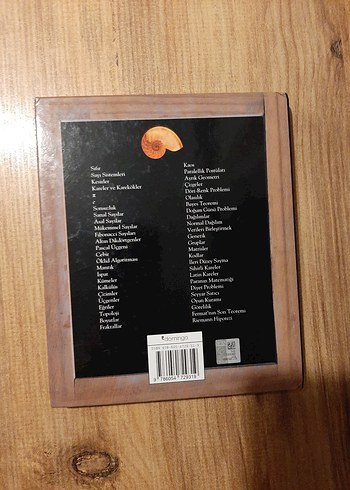 Sıfır
Sayı Sistemleri
Kesirler
Kareler ve Karekökler
π
e
Sonsuzluk
Sanal Sayılar
Asal Sayılar
Mükemmel Sayılar
Fibonacci Sayıları
Altın Dikdörtgenler
Pascal Üçgeni
Cebir
Öklid Algoritması
Mantık
İspat
Kümeler
Kalkülüs
Çizimler
Üçgenler
Eğriler
Topoloji
Boyutlar
Fraktallar
Kaos
Paralellik Postülatı
Ayrık Geometri
Çizgeler
Dört-Renk Problemi
Olasılık
Bayes Teoremi
Doğum Günü Problemi
Dağılımlar
Normal Dağılım
Verileri Birleştirmek
Genetik
Gruplar
Matrisler
Kodlar
İleri Düzey Sayma
Sihirli Kareler
Latin Kareler
Paranın Matematiği
Diyet Problemi
Seyyar Satıcı
Oyun Kuramı
Görelilik
Fermat'nın Son Teoremi
Riemann Hipotezi
domingo
9 786054 729319